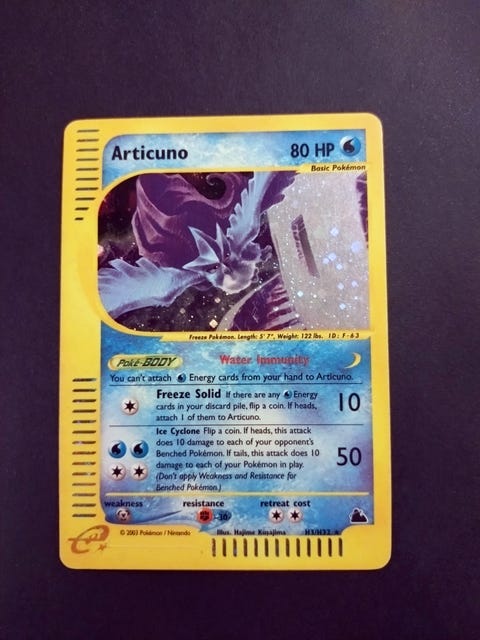 Articuno 80 HP
Basic Pokémon
Freeze Pokémon. Length: 5' 7", Weight: 122 lbs. ID: F-63
Poké-BODY Water Immunity
You can't attach Energy cards from your hand to Articuno.
Freeze Solid If there are any Energy
cards in your discard pile, flip a coin. If heads, 10
attach 1 of them to Articuno.
Ice Cyclone Flip a coin. If heads, this attack
does 10 damage to each of your opponent's
Benched Pokémon. If tails, this attack does 10 50
damage to each of your Pokémon in play.
(Don't apply Weakness and Resistance for
Benched Pokémon.)
weakness resistance retreat cost
-30
© 2003 Pokémon / Nintendo Illus. Hajime Kusajima H3/H32